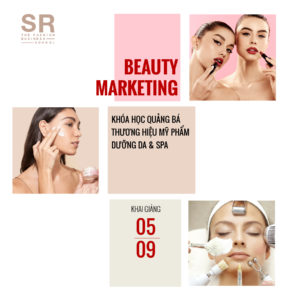 SR
THE FASHION
BUSINESS
SCHOOL
BEAUTY
MARKETING
KHÓA HỌC QUẢNG BÁ
THƯƠNG HIỆU MỸ PHẨM
DƯỠNG DA & SPA
KHAI GIẢNG
05
09